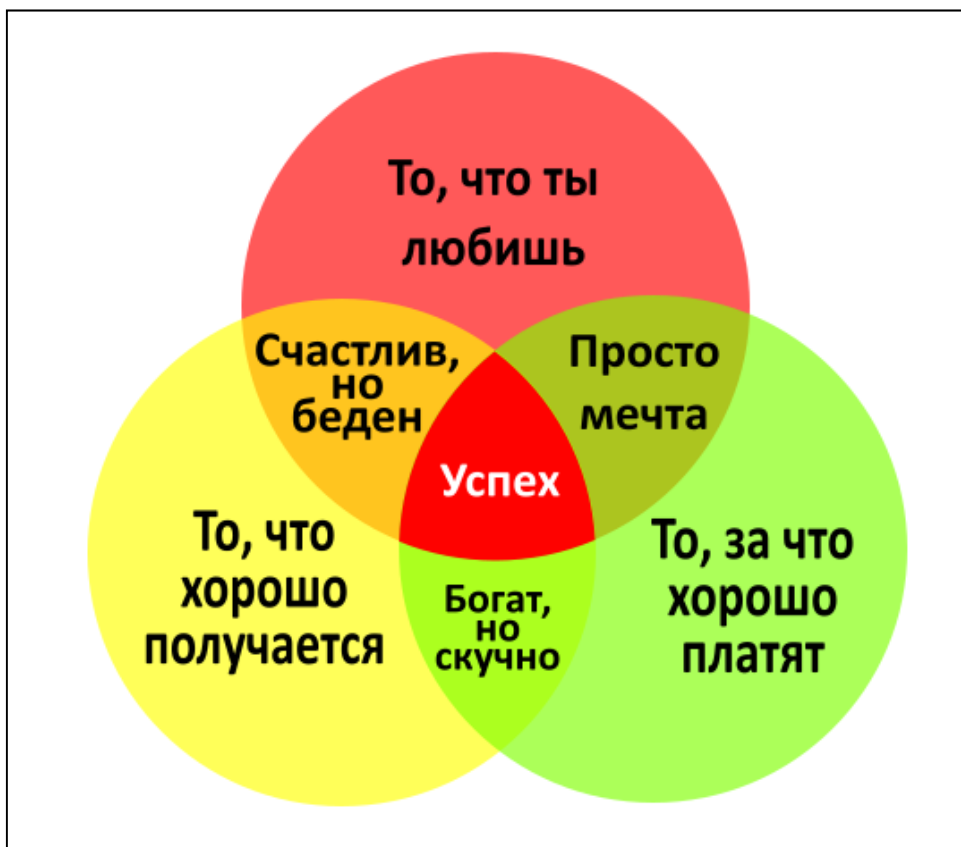 То, что ты
любишь
Счастлив,
но
беден
Просто
мечта
Успех
То, что
хорошо
получается
То, за что
хорошо
платят
Богат,
но
скучно